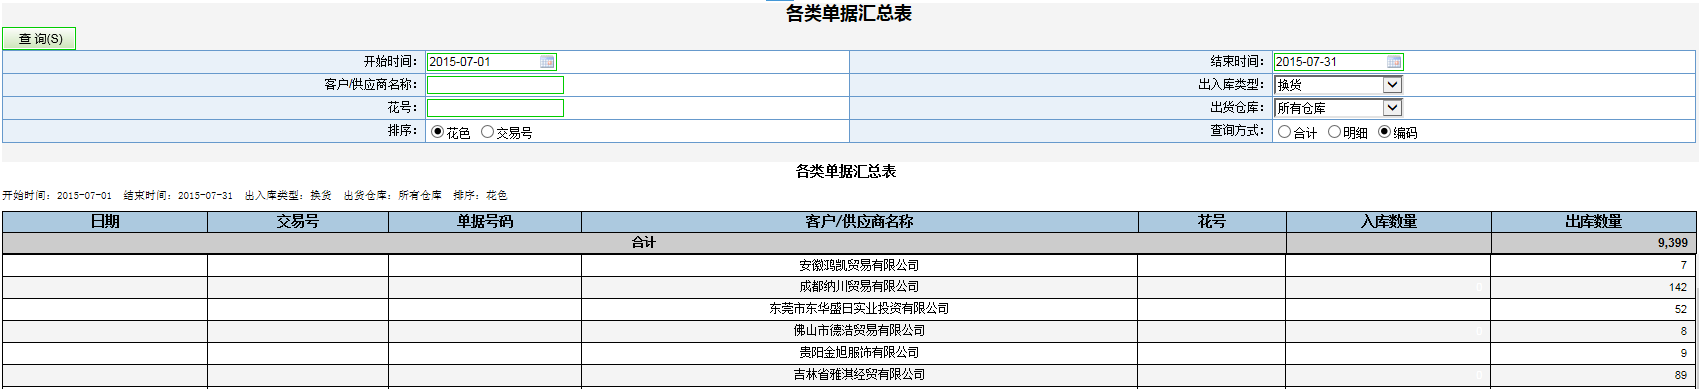 各类单据汇总表
查 询(S)
开始时间: 2015-07-01 结束时间: 2015-07-31
客户/供应商名称: 出入库类型: 换货
花号: 出货仓库: 所有仓库
排序: 花色 交易号 查询方式: 合计 明细 编码
各类单据汇总表
开始时间: 2015-07-01 结束时间: 2015-07-31 出入库类型: 换货 出货仓库: 所有仓库 排序: 花色
日期 交易号 单据号码 客户/供应商名称 花号 入库数量 出库数量
合计 9,399
安徽鸿凯贸易有限公司 7
成都纳川贸易有限公司 0 142
东莞市东华盛日实业投资有限公司 52
佛山市德浩贸易有限公司 0 8
贵阳金旭服饰有限公司 9
吉林省雅淇经贸有限公司 0 89